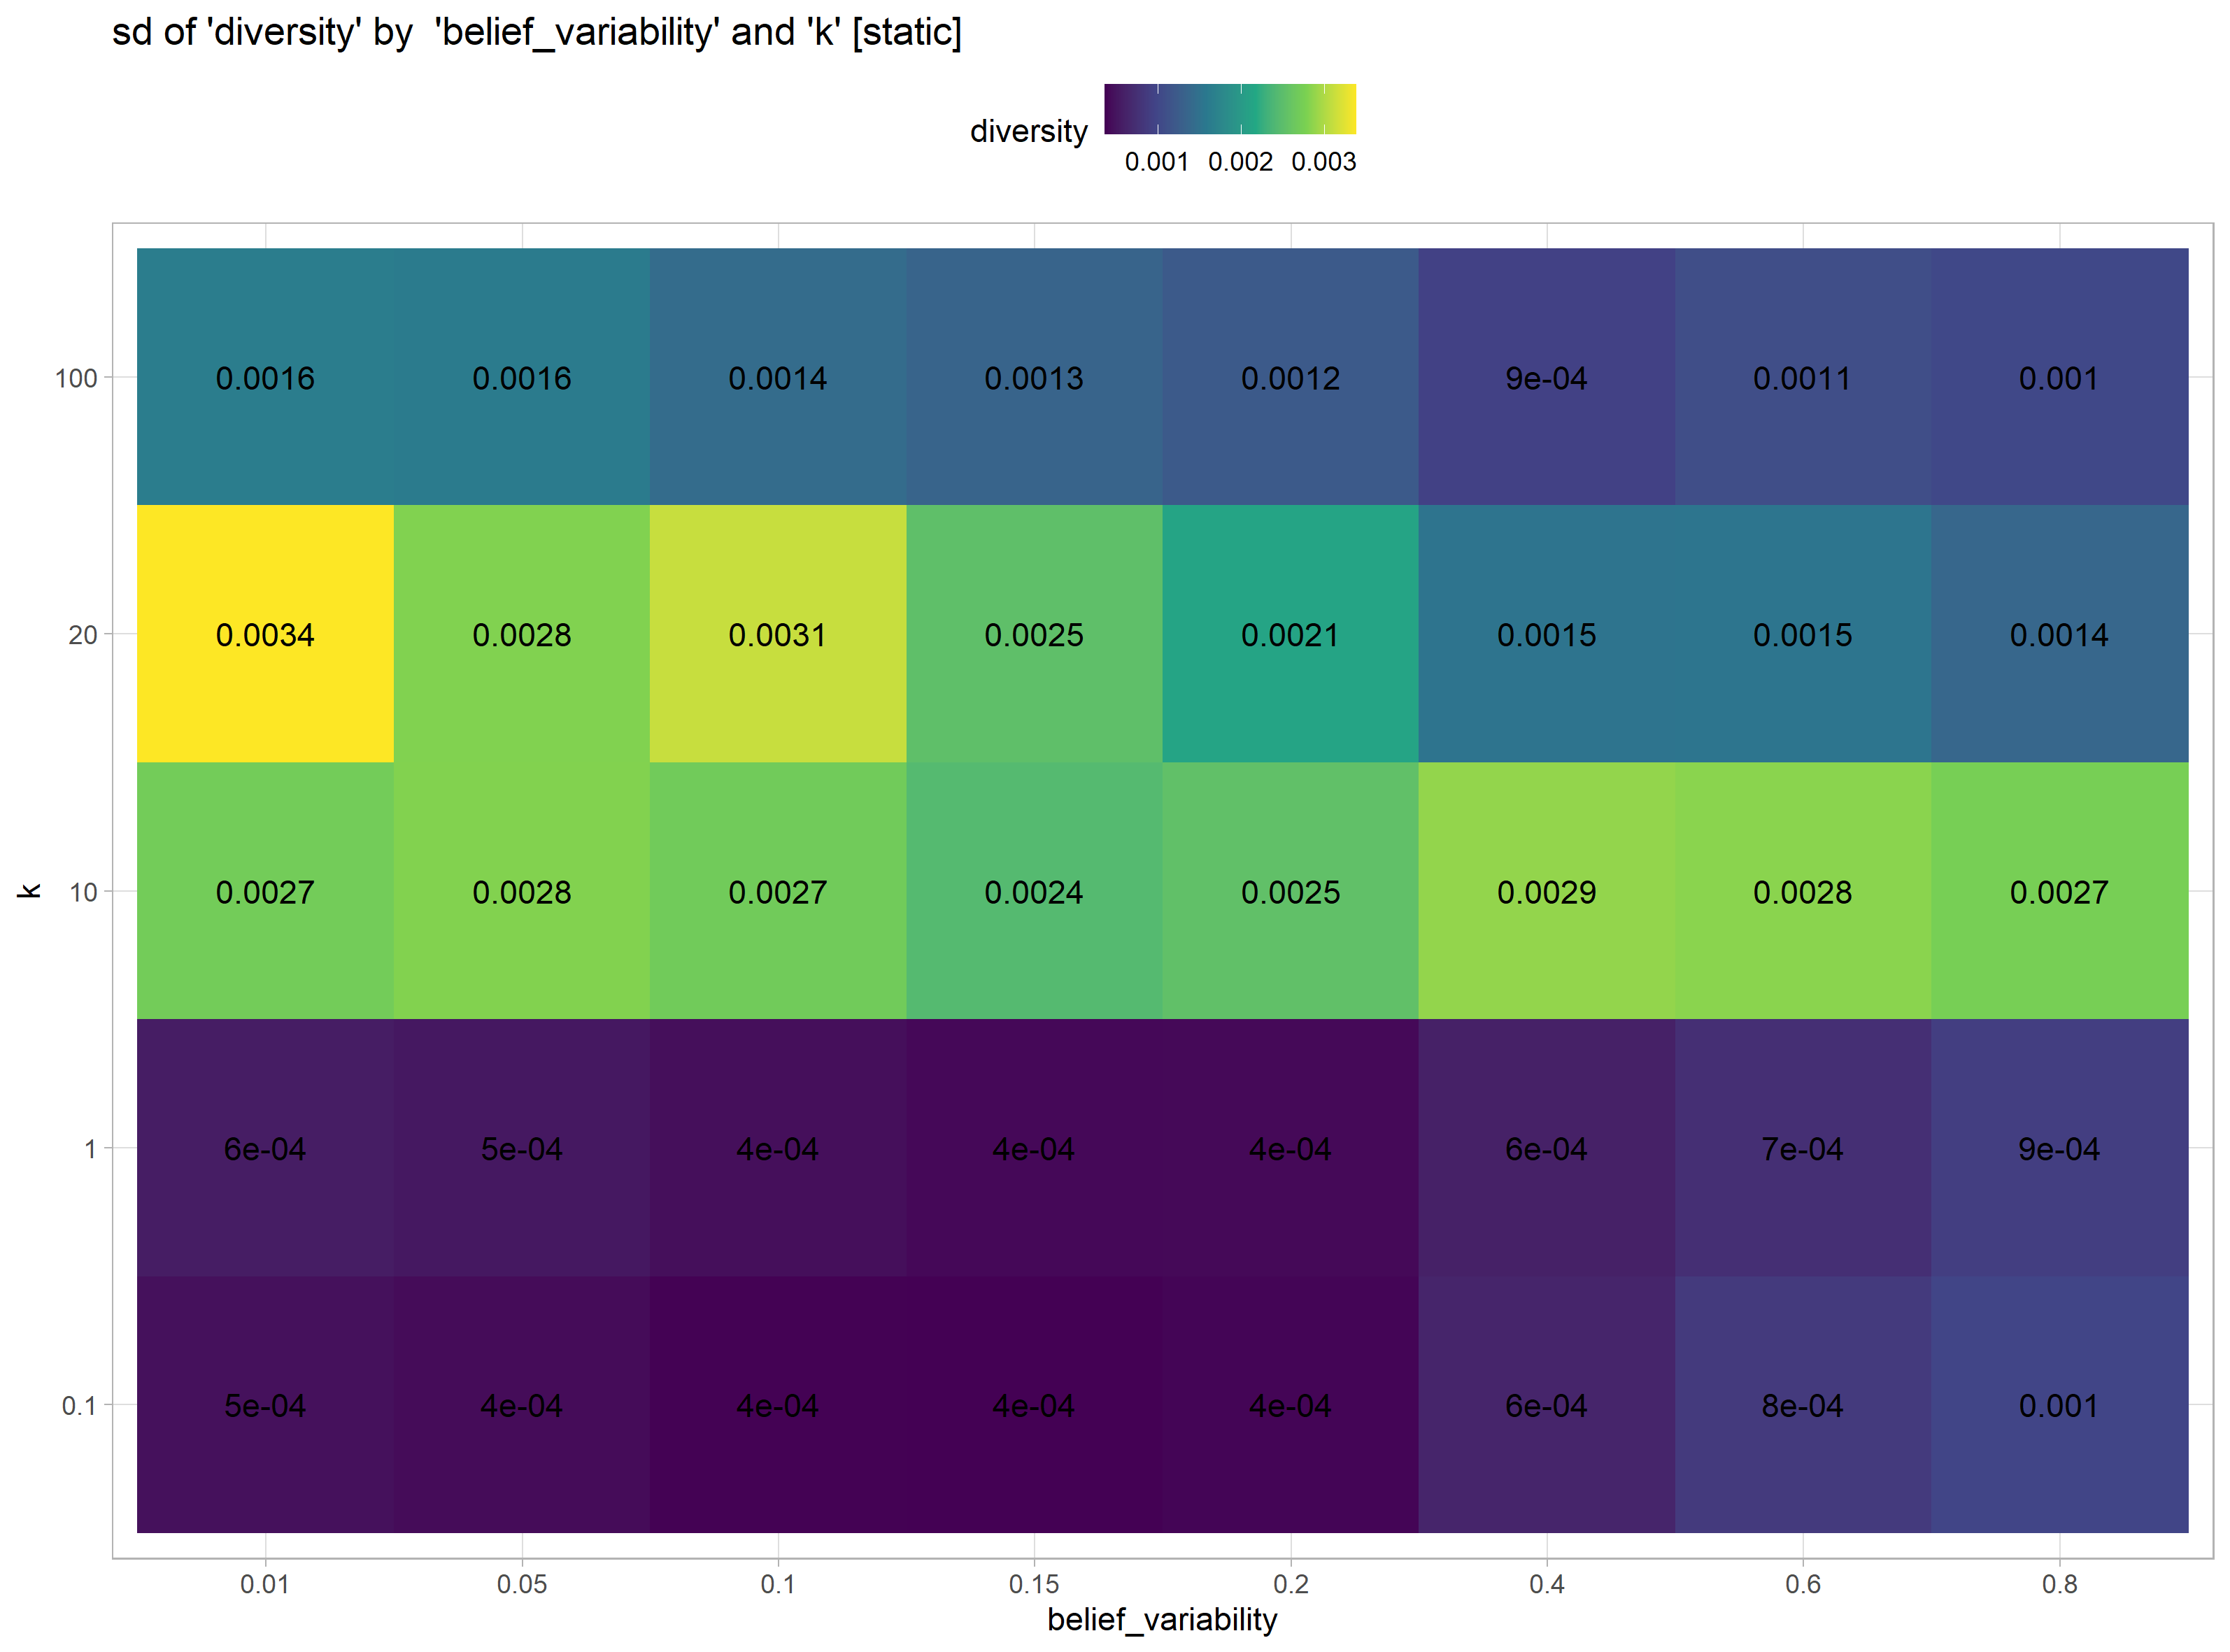 sd of 'diversity' by  'belief_variability' and 'k' [static]
diversity
0.001 0.002 0.003
100 0.0016 0.0016 0.0014 0.0013 0.0012 9e-04 0.0011 0.001
20 0.0034 0.0028 0.0031 0.0025 0.0021 0.0015 0.0015 0.0014
k
10 0.0027 0.0028 0.0027 0.0024 0.0025 0.0029 0.0028 0.0027
1 6e-04 5e-04 4e-04 4e-04 4e-04 6e-04 7e-04 9e-04
0.1 5e-04 4e-04 4e-04 4e-04 4e-04 6e-04 8e-04 0.001
0.01 0.05 0.1 0.15 0.2 0.4 0.6 0.8
belief_variability